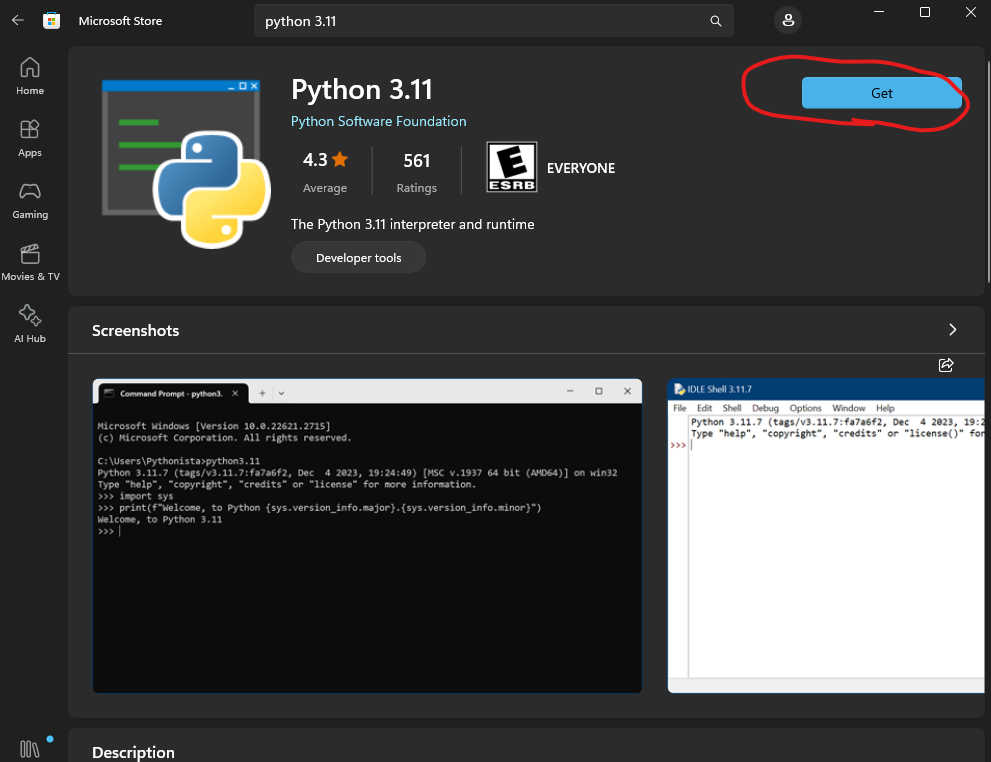 Microsoft Store
python 3.11
Home
Apps
Gaming
Movies & TV
AI Hub
Python 3.11
Python Software Foundation
Get
4.3
Average
561
Ratings
E
ESRB
EVERYONE
The Python 3.11 interpreter and runtime
Developer tools
Screenshots
Command Prompt - python3.
Microsoft Windows [Version 10.0.22621.2715]
(c) Microsoft Corporation. All rights reserved.
C:\Users\Pythonista>python3.11
Python 3.11.7 (tags/v3.11.7:fa7a6f2, Dec  4 2023, 19:24:49) [MSC v.1937 64 bit (AMD64)] on win32
Type "help", "copyright", "credits" or "license" for more information.
>>> import sys
>>> print(f"Welcome, to Python {sys.version_info.major}.{sys.version_info.minor}")
Welcome, to Python 3.11
>>>
IDLE Shell 3.11.7
File Edit Shell Debug Options Window Help
Python 3.11.7 (tags/v3.11.7:fa7a6f2, Dec  4 2023, 19:2
Type "help", "copyright", "credits" or "license()" for
>>>
Description